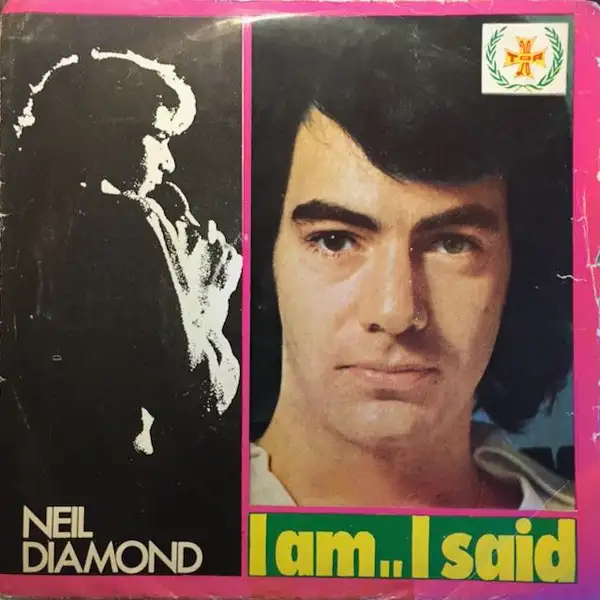 TOP
NEIL
DIAMOND
I am.. I said